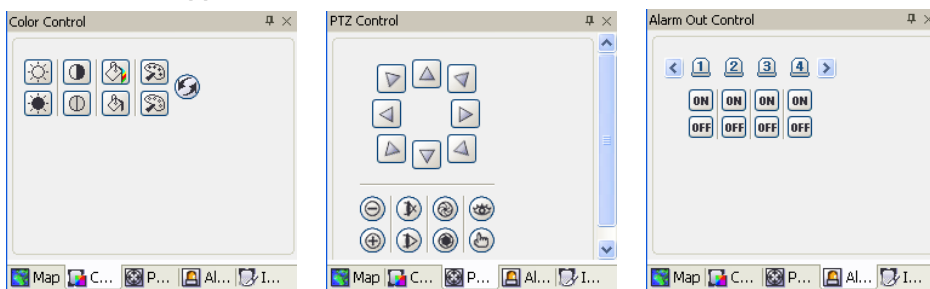 Color Control
Map C... P... Al... I...
PTZ Control
Map C... P... Al... I...
Alarm Out Control
1 2 3 4
ON ON ON ON
OFF OFF OFF OFF
Map C... P... Al... I...